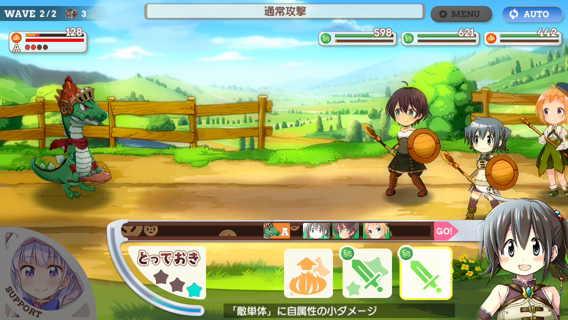 WAVE 2/2 3
通常攻撃
MENU
AUTO
128
A
598
621
442
A
GO!
とっておき
SUPPORT
「敵単体」に自属性の小ダメージ